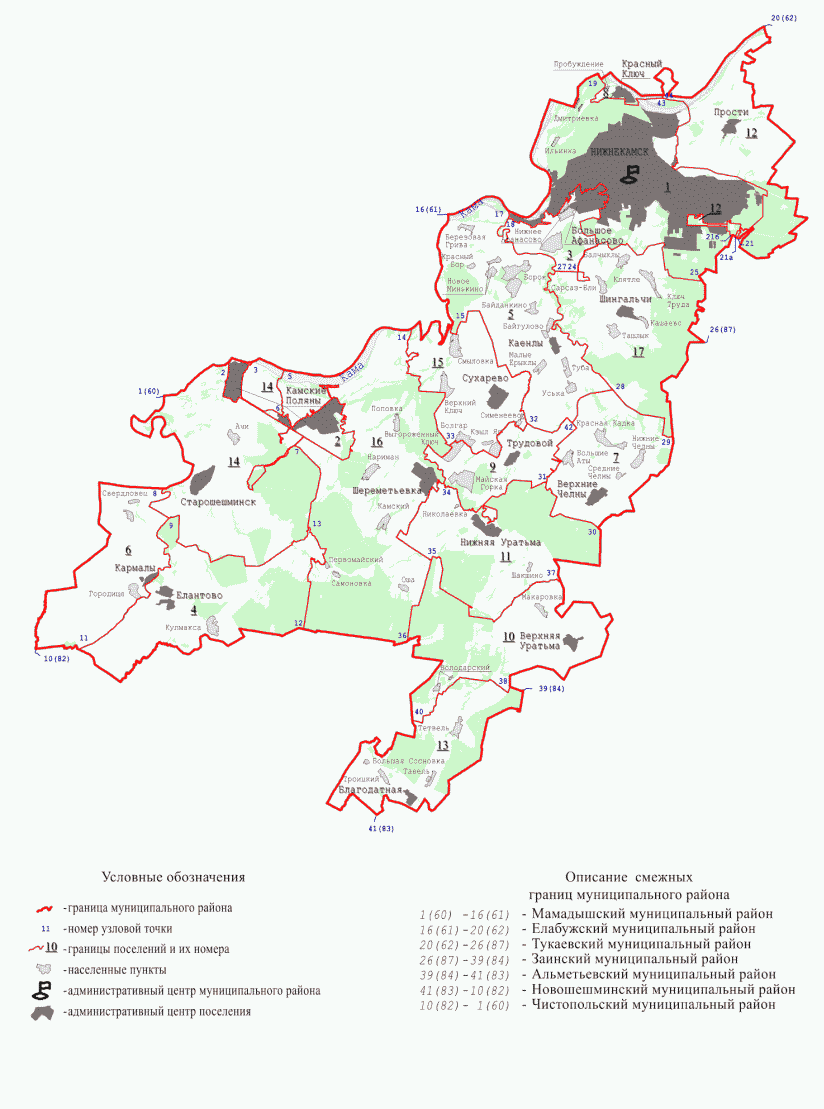 20 (62)
Пробуждение
Красный
Ключ
19
8
44
43
Дмитриевка
Прости
12
Ильинка
НИЖНЕКАМСК
1
12
16 (61)
Кама
17
18
Нижнее
Афанасово
Большое
Афанасово
Березовая
Грива
3
21б
21
21а
Красный
Бор
Балчыклы
27
24
25
Борок
Клятле
Новое
Минькино
Сарсаз-Ели
Ключ
Труда
Байданкино
Шингальчи
5
15
Кашаево
26 (87)
Байгулово
Ташлык
14
Каенлы
17
15
Малые
Ерыклы
Смыловка
Туба
Кама
2
3
5
14
Сухарево
28
1 (60)
Камские
Поляны
Уська
Верхний
Ключ
6
Поповка
Сименеево
32
Болгар
42
Красная Кадка
Ачи
2
16
Выгороженный
Ключ
33
Кзыл Яр
Трудовой
Нижние
Челны
29
7
Нариман
9
Большие
Аты
7
14
Средние
Челны
Шереметьевка
Майская
Горка
31
Верхние
Челны
Свердловец
8
Старошешминск
34
Камский
Николаевка
9
13
30
6
Нижняя Уратьма
35
11
Первомайский
Кармалы
Шакшино
37
Самоновка
Городище
Елантово
Оша
Макаровка
4
Кулмакса
12
36
10
Верхняя
Уратьма
11
10 (82)
Володарский
38
39 (84)
40
Тетвель
13
Большая Сосновка
Троицкий
Тавель
Благодатная
41 (83)
Условные обозначения
-граница муниципального района
11 -номер узловой точки
10 -границы поселений и их номера
-населенные пункты
-административный центр муниципального района
-административный центр поселения
Описание смежных
границ муниципального района
1(60) -16(61) - Мамадышский муниципальный район
16(61)-20(62) - Елабужский муниципальный район
20(62)-26(87) - Тукаевский муниципальный район
26(87)-39(84) - Заинский муниципальный район
39(84)-41(83) - Альметьевский муниципальный район
41(83)-10(82) - Новошешминский муниципальный район
10(82)- 1(60) - Чистопольский муниципальный район